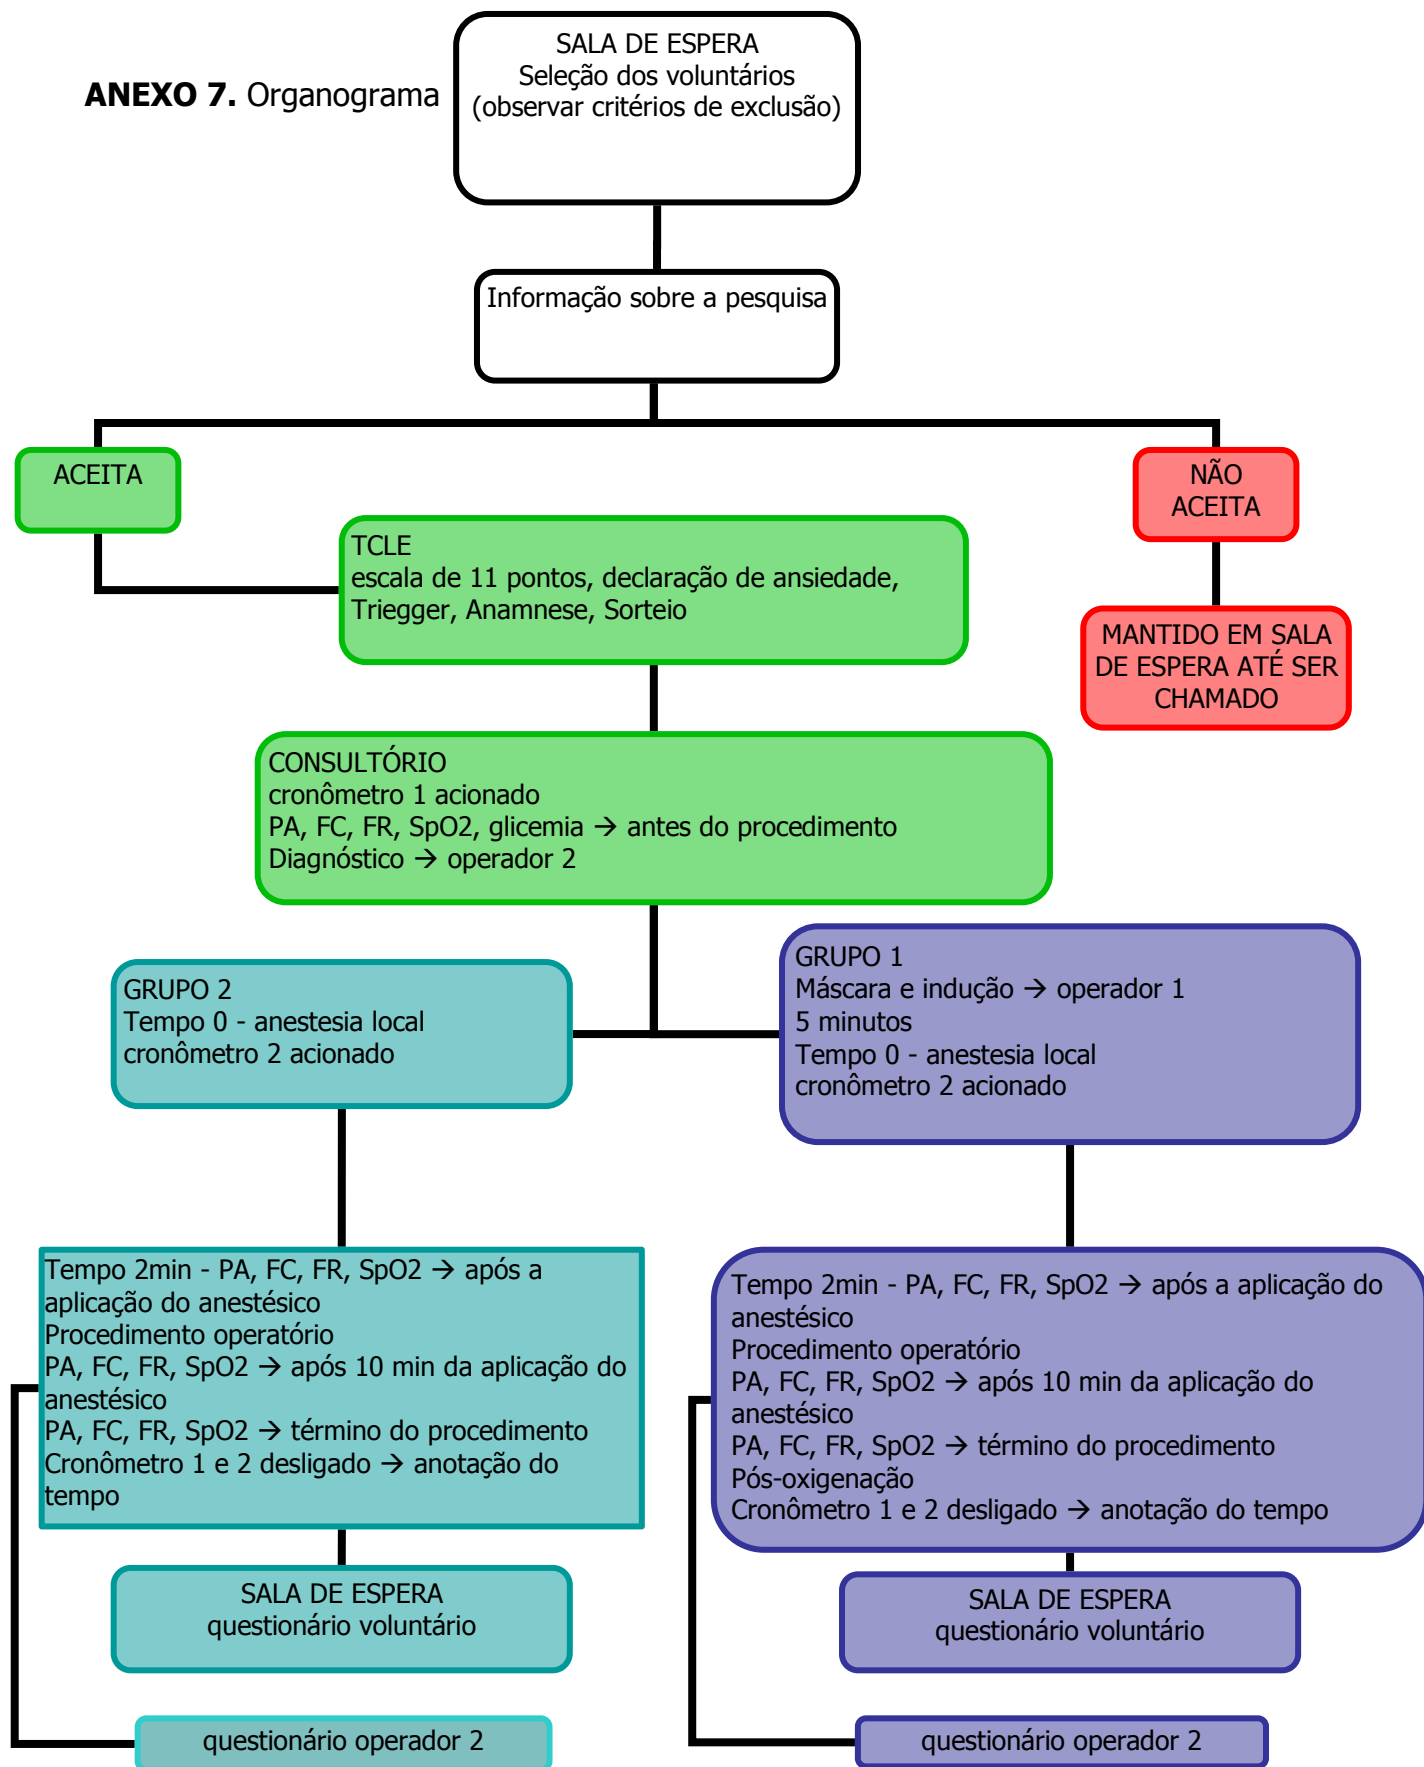 SALA DE ESPERA
Seleção dos voluntários
(observar critérios de exclusão)
ANEXO 7. Organograma
Informação sobre a pesquisa
ACEITA
NÃO
ACEITA
TCLE
escala de 11 pontos, declaração de ansiedade,
Triegger, Anamnese, Sorteio
MANTIDO EM SALA
DE ESPERA ATÉ SER
CHAMADO
CONSULTÓRIO
cronômetro 1 acionado
PA, FC, FR, SpO2, glicemia → antes do procedimento
Diagnóstico → operador 2
GRUPO 2
Tempo 0 - anestesia local
cronômetro 2 acionado
GRUPO 1
Máscara e indução → operador 1
5 minutos
Tempo 0 - anestesia local
cronômetro 2 acionado
Tempo 2min - PA, FC, FR, SpO2 → após a
aplicação do anestésico
Procedimento operatório
PA, FC, FR, SpO2 → após 10 min da aplicação do
anestésico
PA, FC, FR, SpO2 → término do procedimento
Cronômetro 1 e 2 desligado → anotação do
tempo
Tempo 2min - PA, FC, FR, SpO2 → após a aplicação do
anestésico
Procedimento operatório
PA, FC, FR, SpO2 → após 10 min da aplicação do
anestésico
PA, FC, FR, SpO2 → término do procedimento
Pós-oxigenação
Cronômetro 1 e 2 desligado → anotação do tempo
SALA DE ESPERA
questionário voluntário
SALA DE ESPERA
questionário voluntário
questionário operador 2
questionário operador 2